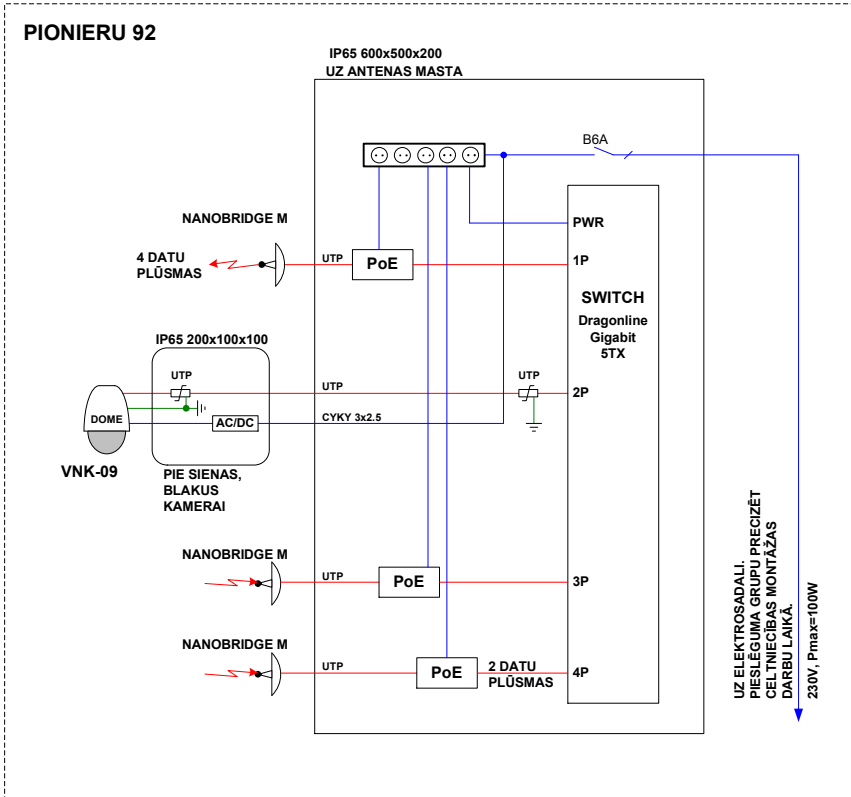 PIONIERU 92
IP65 600x500x200
UZ ANTENAS MASTA
B6A
NANOBRIDGE M
4 DATU
PLŪSMAS
UTP
PoE
PWR
1P
SWITCH
Dragonline
Gigabit
5TX
IP65 200x100x100
UTP
UTP
UTP
2P
DOME
AC/DC
CYKY 3x2.5
VNK-09
PIE SIENAS,
BLAKUS
KAMERAI
NANOBRIDGE M
UTP
PoE
3P
NANOBRIDGE M
UTP
PoE
2 DATU
PLŪSMAS
4P
UZ ELEKTROSADALI.
PIESLĒGUMA GRUPU PRECIZĒT
CELTNIECĪBAS MONTĀŽAS
DARBU LAIKĀ.
230V, Pmax=100W